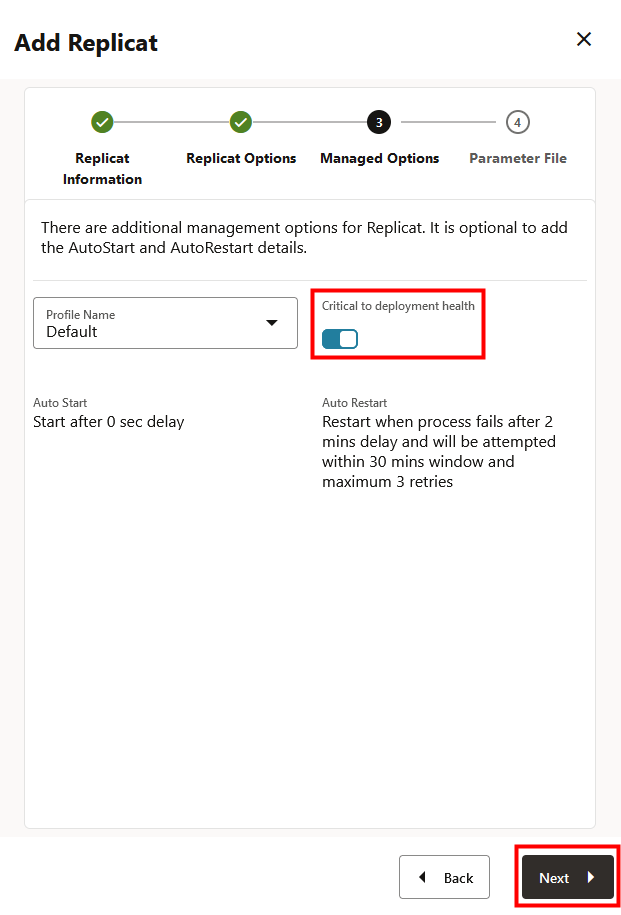 Add Replicat
3
4
Replicat
Information
Replicat Options
Managed Options
Parameter File
There are additional management options for Replicat. It is optional to add
the AutoStart and AutoRestart details.
Profile Name
Default
Critical to deployment health
Auto Start
Start after 0 sec delay
Auto Restart
Restart when process fails after 2
mins delay and will be attempted
within 30 mins window and
maximum 3 retries
Back
Next